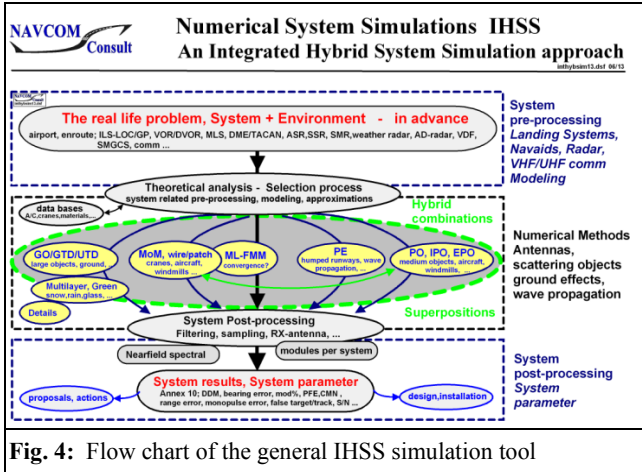 NAVCOM
Consult
Numerical System Simulations IHSS
An Integrated Hybrid System Simulation approach
inthybsim13.dsf 06/13
The real life problem, System + Environment - in advance
airport, enroute; ILS-LOC/GP, VOR/DVOR, MLS, DME/TACAN, ASR,SSR, SMR,weather radar, AD-radar, VDF,
SMGCS, comm ...
System
pre-processing
Landing Systems,
Navaids, Radar,
VHF/UHF comm
Modeling
Theoretical analysis - Selection process
system related pre-processing, modeling, approximations
data bases
A/C,cranes,materials,...
Hybrid
combinations
GO/GTD/UTD
large objects, ground, ...
MoM, wire/patch
cranes, aircraft,
windmills ...
ML-FMM
convergence?
PE
humped runways, wave
propagation, ...
PO, IPO, EPO
medium objects, aircraft,
windmills, ...
Multilayer, Green
snow,rain,glass, ...
Details
Superpositions
Numerical Methods
Antennas,
scattering objects
ground effects,
wave propagation
System Post-processing
Filtering, sampling, RX-antenna, ...
Nearfield spectral
modules per system
System results, System parameter
Annex 10; DDM, bearing error, mod%, PFE,CMN ,
range error, monopulse error, false target/track, S/N ...
proposals, actions
design,installation
System
post-processing
System
parameter
Fig. 4: Flow chart of the general IHSS simulation tool